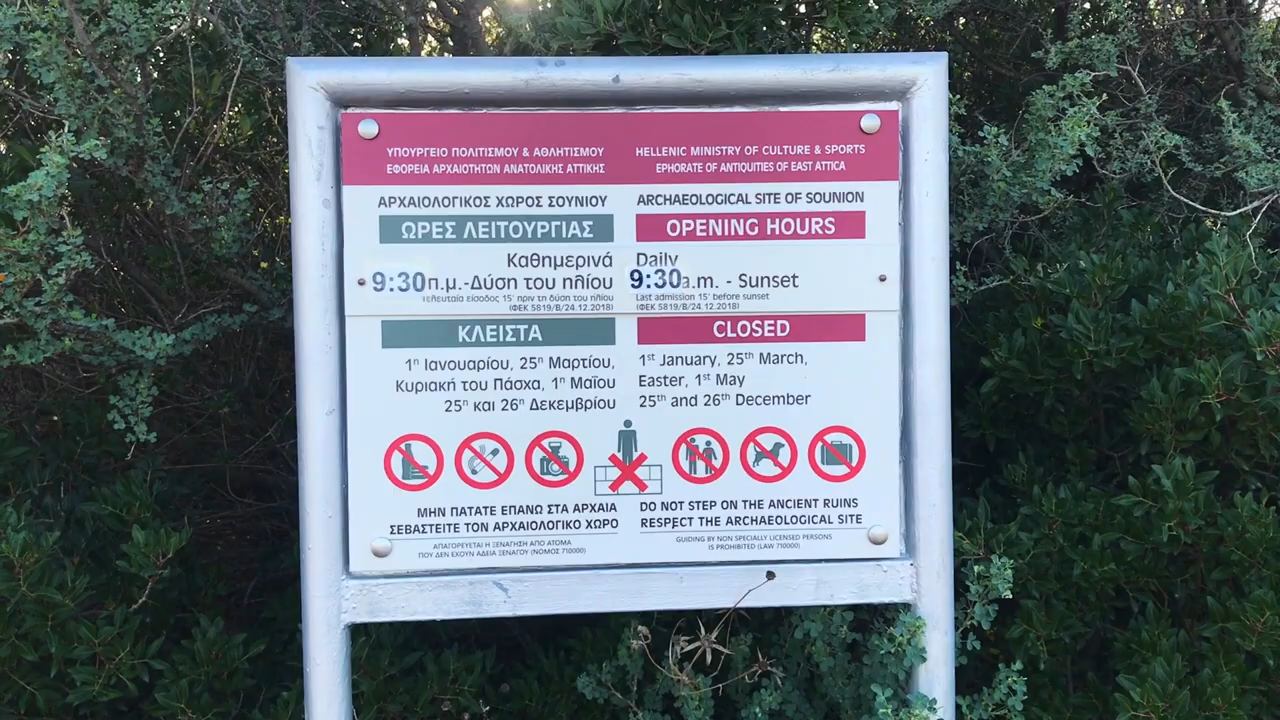 ΥΠΟΥΡΓΕΙΟ ΠΟΛΙΤΙΣΜΟΥ & ΑΘΛΗΤΙΣΜΟΥ
ΕΦΟΡΕΙΑ ΑΡΧΑΙΟΤΗΤΩΝ ΑΝΑΤΟΛΙΚΗΣ ΑΤΤΙΚΗΣ
HELLENIC MINISTRY OF CULTURE & SPORTS
EPHORATE OF ANTIQUITIES OF EAST ATTICA
ΑΡΧΑΙΟΛΟΓΙΚΟΣ ΧΩΡΟΣ ΣΟΥΝΙΟΥ
ΩΡΕΣ ΛΕΙΤΟΥΡΓΙΑΣ
Καθημερινά
9:30π.μ.-Δύση του ηλίου
τελευταία είσοδος 15' πριν τη δύση του ηλίου
(ΦΕΚ 5819/Β/24.12.2018)
ARCHAEOLOGICAL SITE OF SOUNION
OPENING HOURS
Daily
9:30a.m. - Sunset
Last admission 15' before sunset
(ΦΕΚ 5819/Β/24.12.2018)
ΚΛΕΙΣΤΑ
1η Ιανουαρίου, 25η Μαρτίου,
Κυριακή του Πάσχα, 1η Μαΐου
25η και 26η Δεκεμβρίου
CLOSED
1st January, 25th March,
Easter, 1st May
25th and 26th December
ΜΗΝ ΠΑΤΑΤΕ ΕΠΑΝΩ ΣΤΑ ΑΡΧΑΙΑ
ΣΕΒΑΣΤΕΙΤΕ ΤΟΝ ΑΡΧΑΙΟΛΟΓΙΚΟ ΧΩΡΟ
ΑΠΑΓΟΡΕΥΕΤΑΙ Η ΞΕΝΑΓΗΣΗ ΑΠΟ ΑΤΟΜΑ
ΠΟΥ ΔΕΝ ΕΧΟΥΝ ΑΔΕΙΑ ΞΕΝΑΓΟΥ (ΝΟΜΟΣ 710000)
DO NOT STEP ON THE ANCIENT RUINS
RESPECT THE ARCHAEOLOGICAL SITE
GUIDING BY NON SPECIALLY LICENSED PERSONS
IS PROHIBITED (LAW 710000)